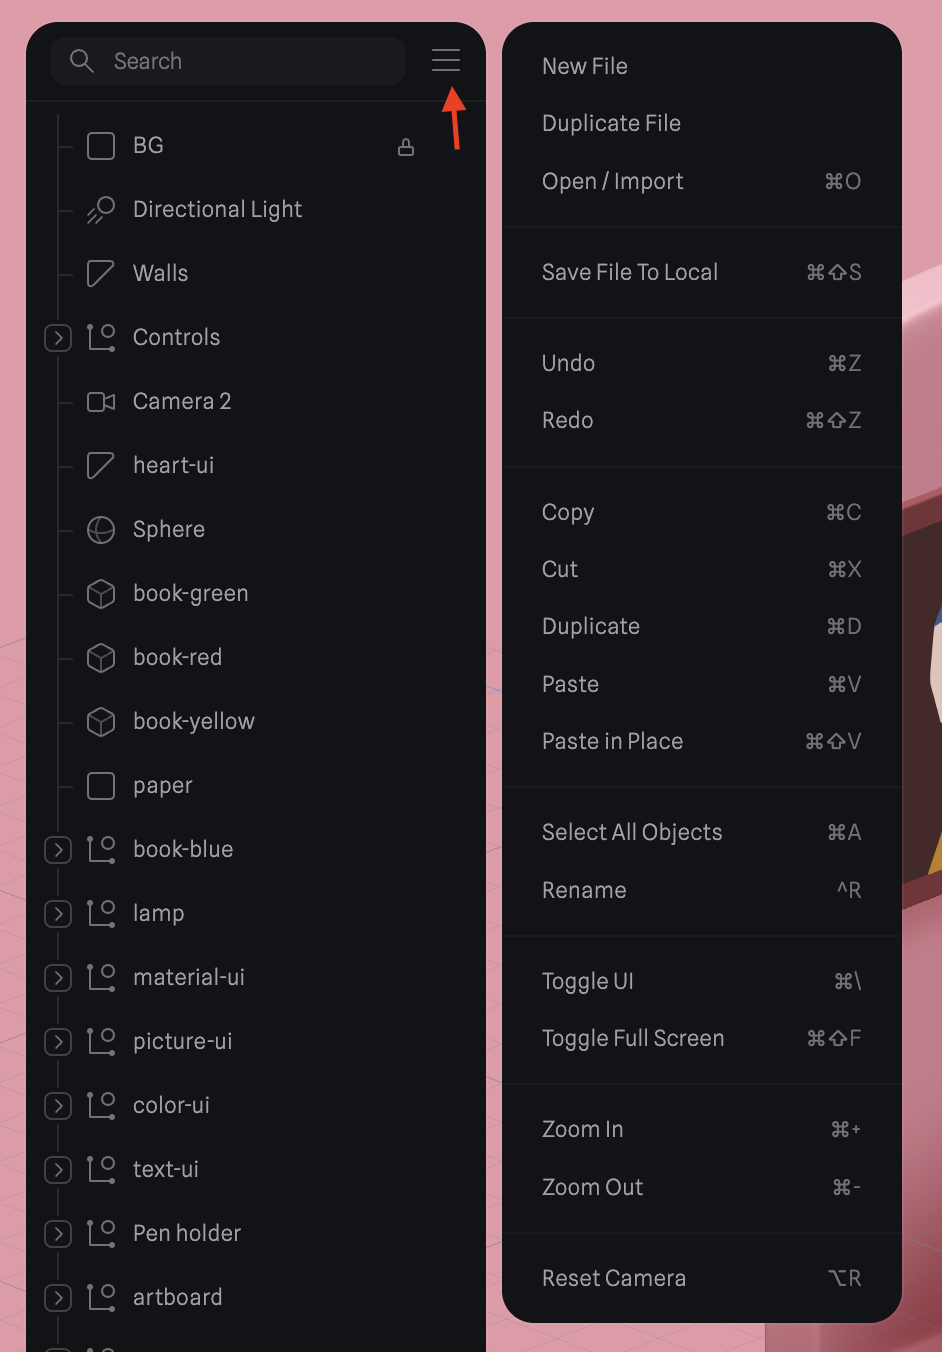 Search
BG
Directional Light
Walls
Controls
Camera 2
heart-ui
Sphere
book-green
book-red
book-yellow
paper
book-blue
lamp
material-ui
picture-ui
color-ui
text-ui
Pen holder
artboard
New File
Duplicate File
Open / Import ⌘O
Save File To Local ⌘⇧S
Undo ⌘Z
Redo ⌘⇧Z
Copy ⌘C
Cut ⌘X
Duplicate ⌘D
Paste ⌘V
Paste in Place ⌘⇧V
Select All Objects ⌘A
Rename ^R
Toggle UI ⌘\
Toggle Full Screen ⌘⇧F
Zoom In ⌘+
Zoom Out ⌘-
Reset Camera ⌥R